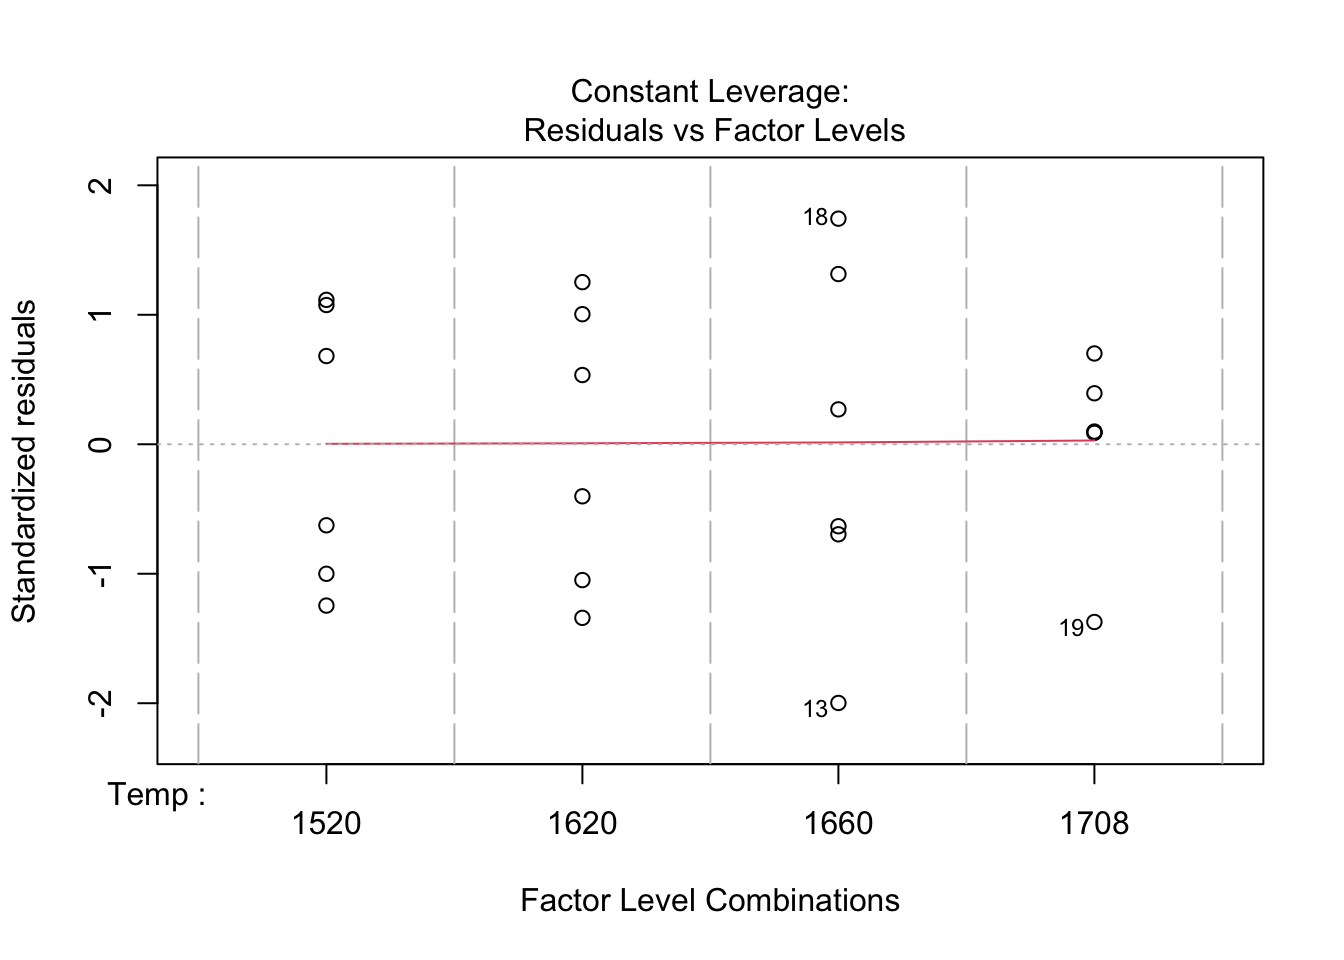 Constant Leverage:
Residuals vs Factor Levels
Standardized residuals
2
1
0
-1
-2
18
13
19
Temp :
1520 1620 1660 1708
Factor Level Combinations